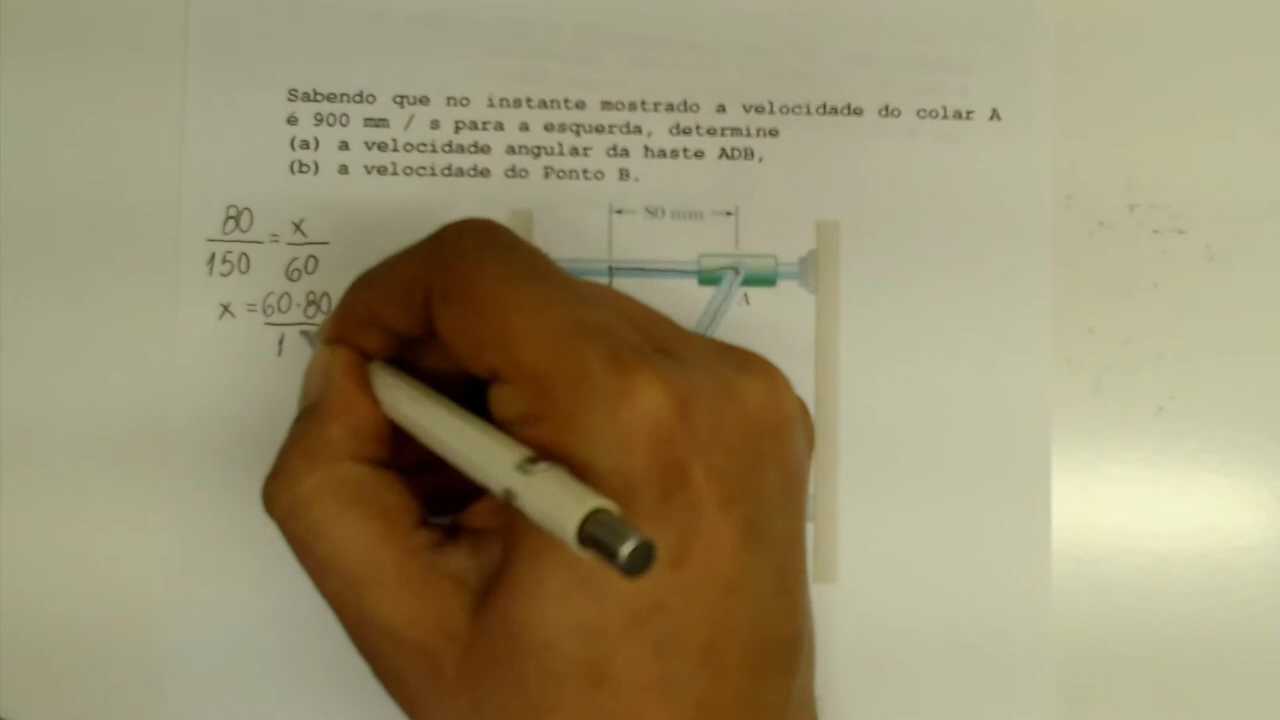 Sabendo que no instante mostrado a velocidade do colar A
é 900 mm / s para a esquerda, determine
(a) a velocidade angular da haste ADB,
(b) a velocidade do Ponto B.
80 mm
A
80/150 = x/60
x = 60·80/1